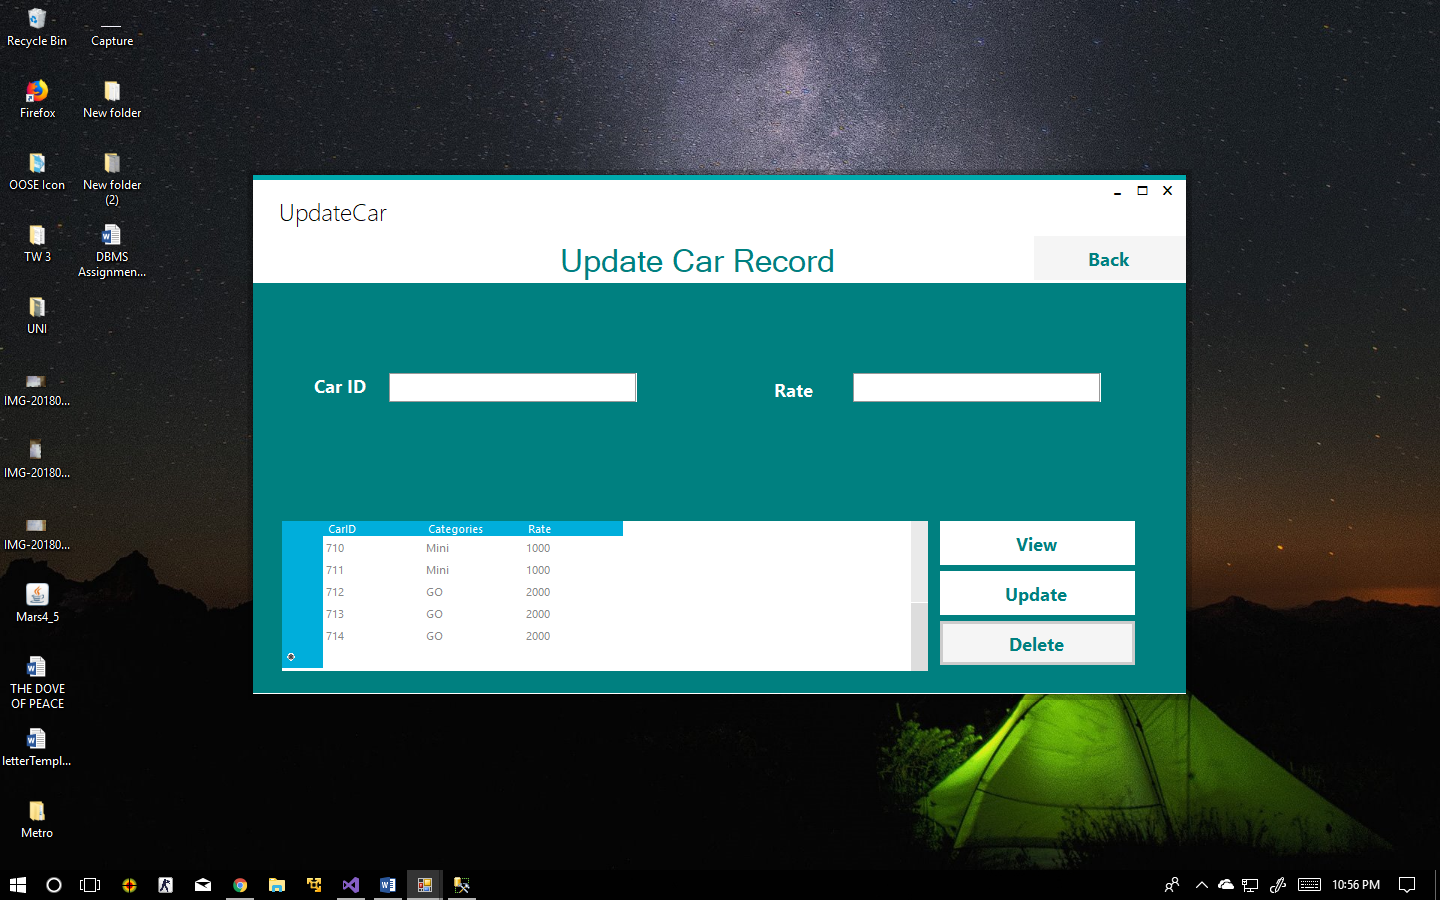 Recycle Bin
Capture
Firefox
New folder
OOSE Icon
New folder
(2)
TW 3
DBMS
Assignmen...
UNI
IMG-20180...
IMG-20180...
IMG-20180...
Mars4_5
THE DOVE
OF PEACE
letterTempl...
Metro
UpdateCar
Update Car Record
Back
Car ID
Rate
CarID Categories Rate
710 Mini 1000
711 Mini 1000
712 GO 2000
713 GO 2000
714 GO 2000
View
Update
Delete
10:56 PM